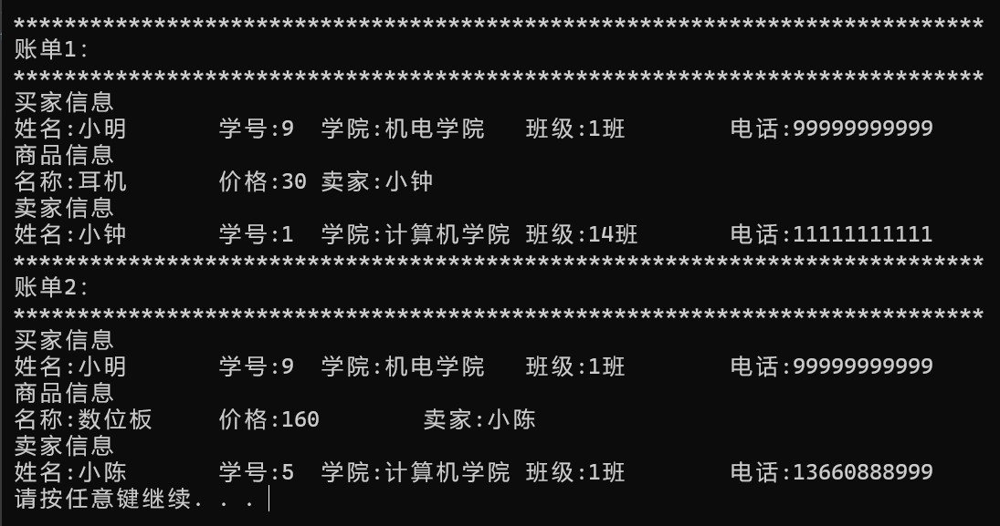 ****************************************************************************
账单1:
****************************************************************************
买家信息
姓名:小明 学号:9 学院:机电学院 班级:1班 电话:99999999999
商品信息
名称:耳机 价格:30 卖家:小钟
卖家信息
姓名:小钟 学号:1 学院:计算机学院 班级:14班 电话:11111111111
****************************************************************************
账单2:
****************************************************************************
买家信息
姓名:小明 学号:9 学院:机电学院 班级:1班 电话:99999999999
商品信息
名称:数位板 价格:160 卖家:小陈
卖家信息
姓名:小陈 学号:5 学院:计算机学院 班级:1班 电话:13660888999
请按任意键继续. . .